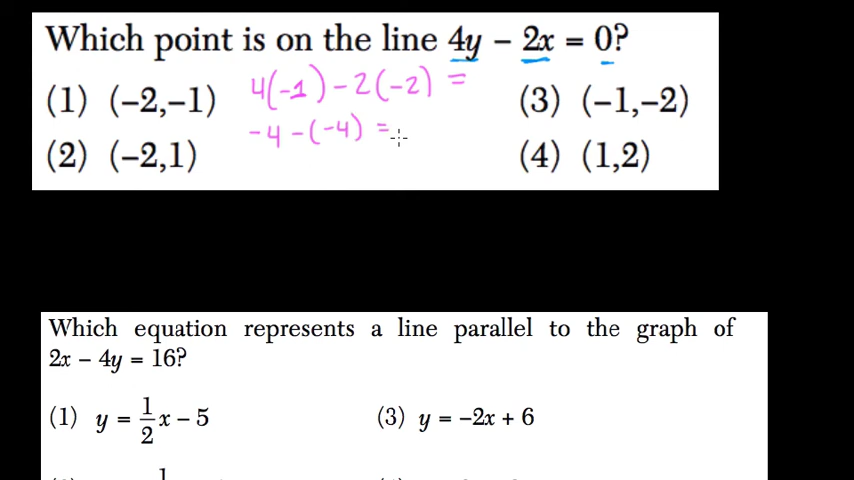 Which point is on the line 4y − 2x = 0?
(1) (−2,−1) 4(-1) - 2(-2) = (3) (−1,−2)
-4 - (-4) =
(2) (−2,1) (4) (1,2)
Which equation represents a line parallel to the graph of
2x − 4y = 16?
(1) y = 1/2 x − 5 (3) y = −2x + 6